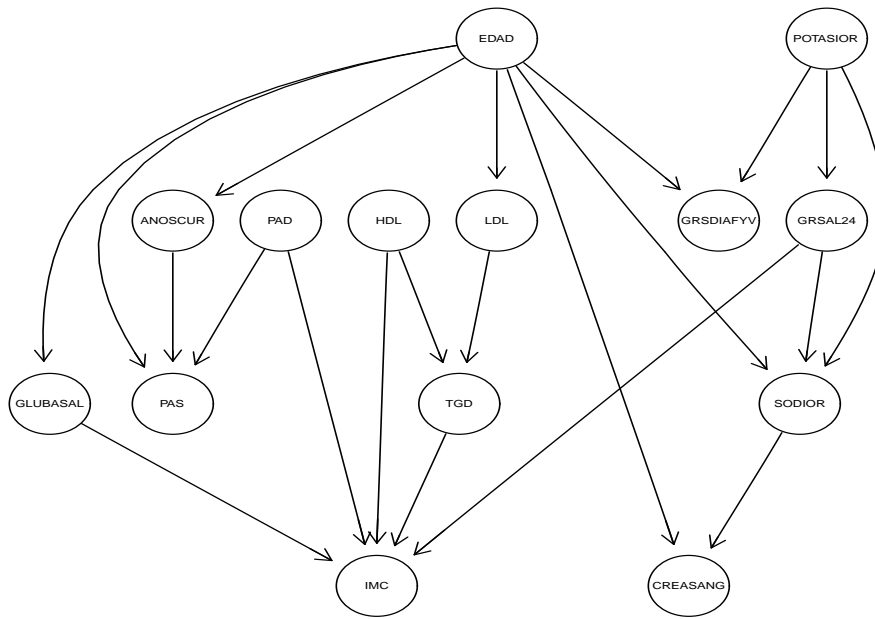 EDAD
POTASIOR
ANOSCUR
PAD
HDL
LDL
GRSDIAFYV
GRSAL24
GLUBASAL
PAS
TGD
SODIOR
IMC
CREASANG